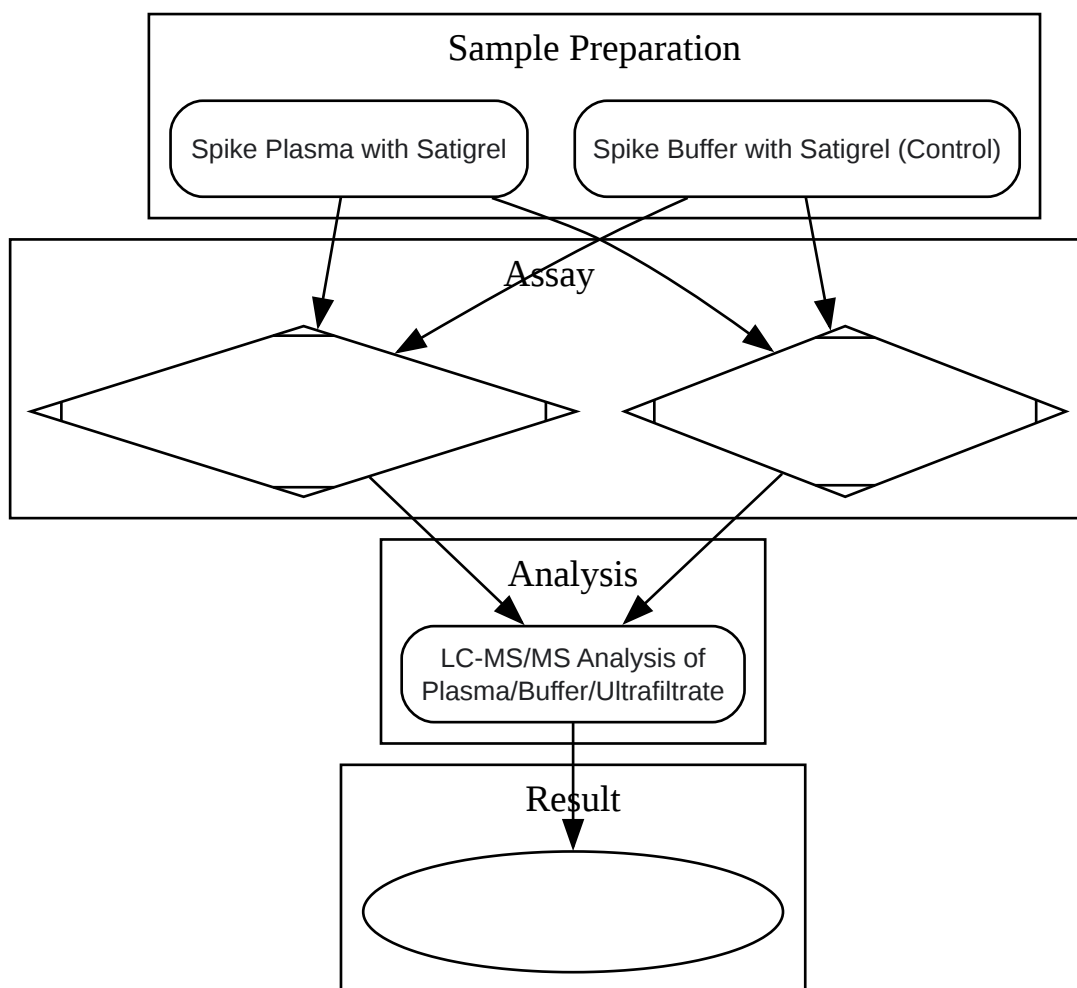 Sample Preparation
Spike Plasma with Satigrel
Spike Buffer with Satigrel (Control)
Assay
Analysis
LC-MS/MS Analysis of
Plasma/Buffer/Ultrafiltrate
Result